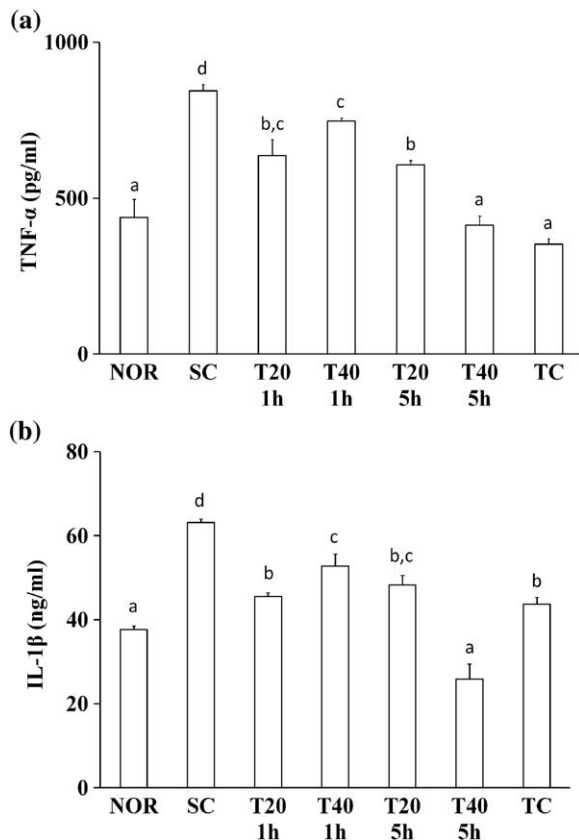 (a)
1000
500
0
TNF-α (pg/ml)
a
d
b,c
c
b
a
a
NOR SC T20 T40 T20 T40 TC
1h 1h 5h 5h
(b)
80
60
40
20
0
IL-1β (ng/ml)
a
d
b
c
b,c
a
b
NOR SC T20 T40 T20 T40 TC
1h 1h 5h 5h